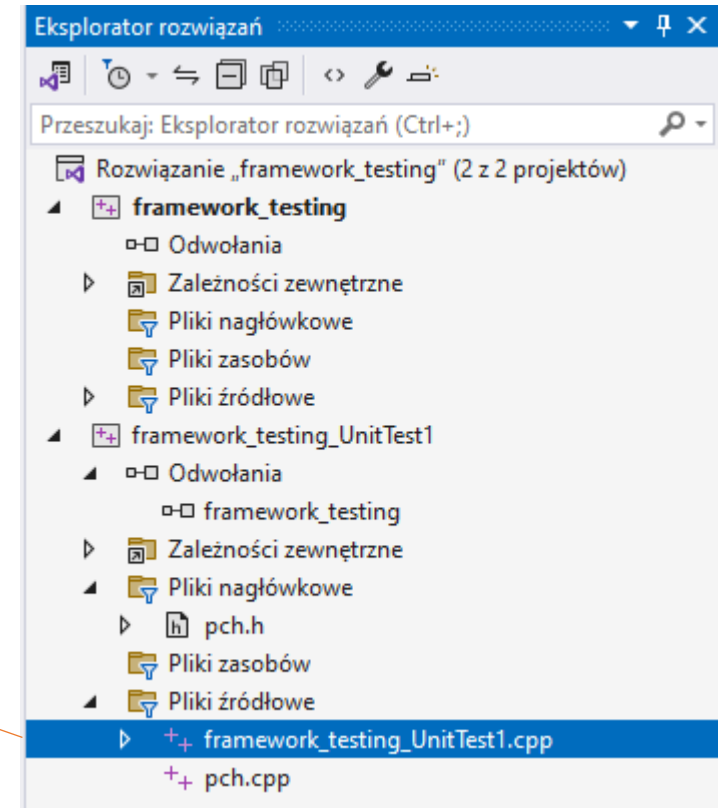 Eksplorator rozwiązań
Przeszukaj: Eksplorator rozwiązań (Ctrl+;)
Rozwiązanie „framework_testing" (2 z 2 projektów)
framework_testing
Odwołania
Zależności zewnętrzne
Pliki nagłówkowe
Pliki zasobów
Pliki źródłowe
framework_testing_UnitTest1
Odwołania
framework_testing
Zależności zewnętrzne
Pliki nagłówkowe
pch.h
Pliki zasobów
Pliki źródłowe
framework_testing_UnitTest1.cpp
pch.cpp